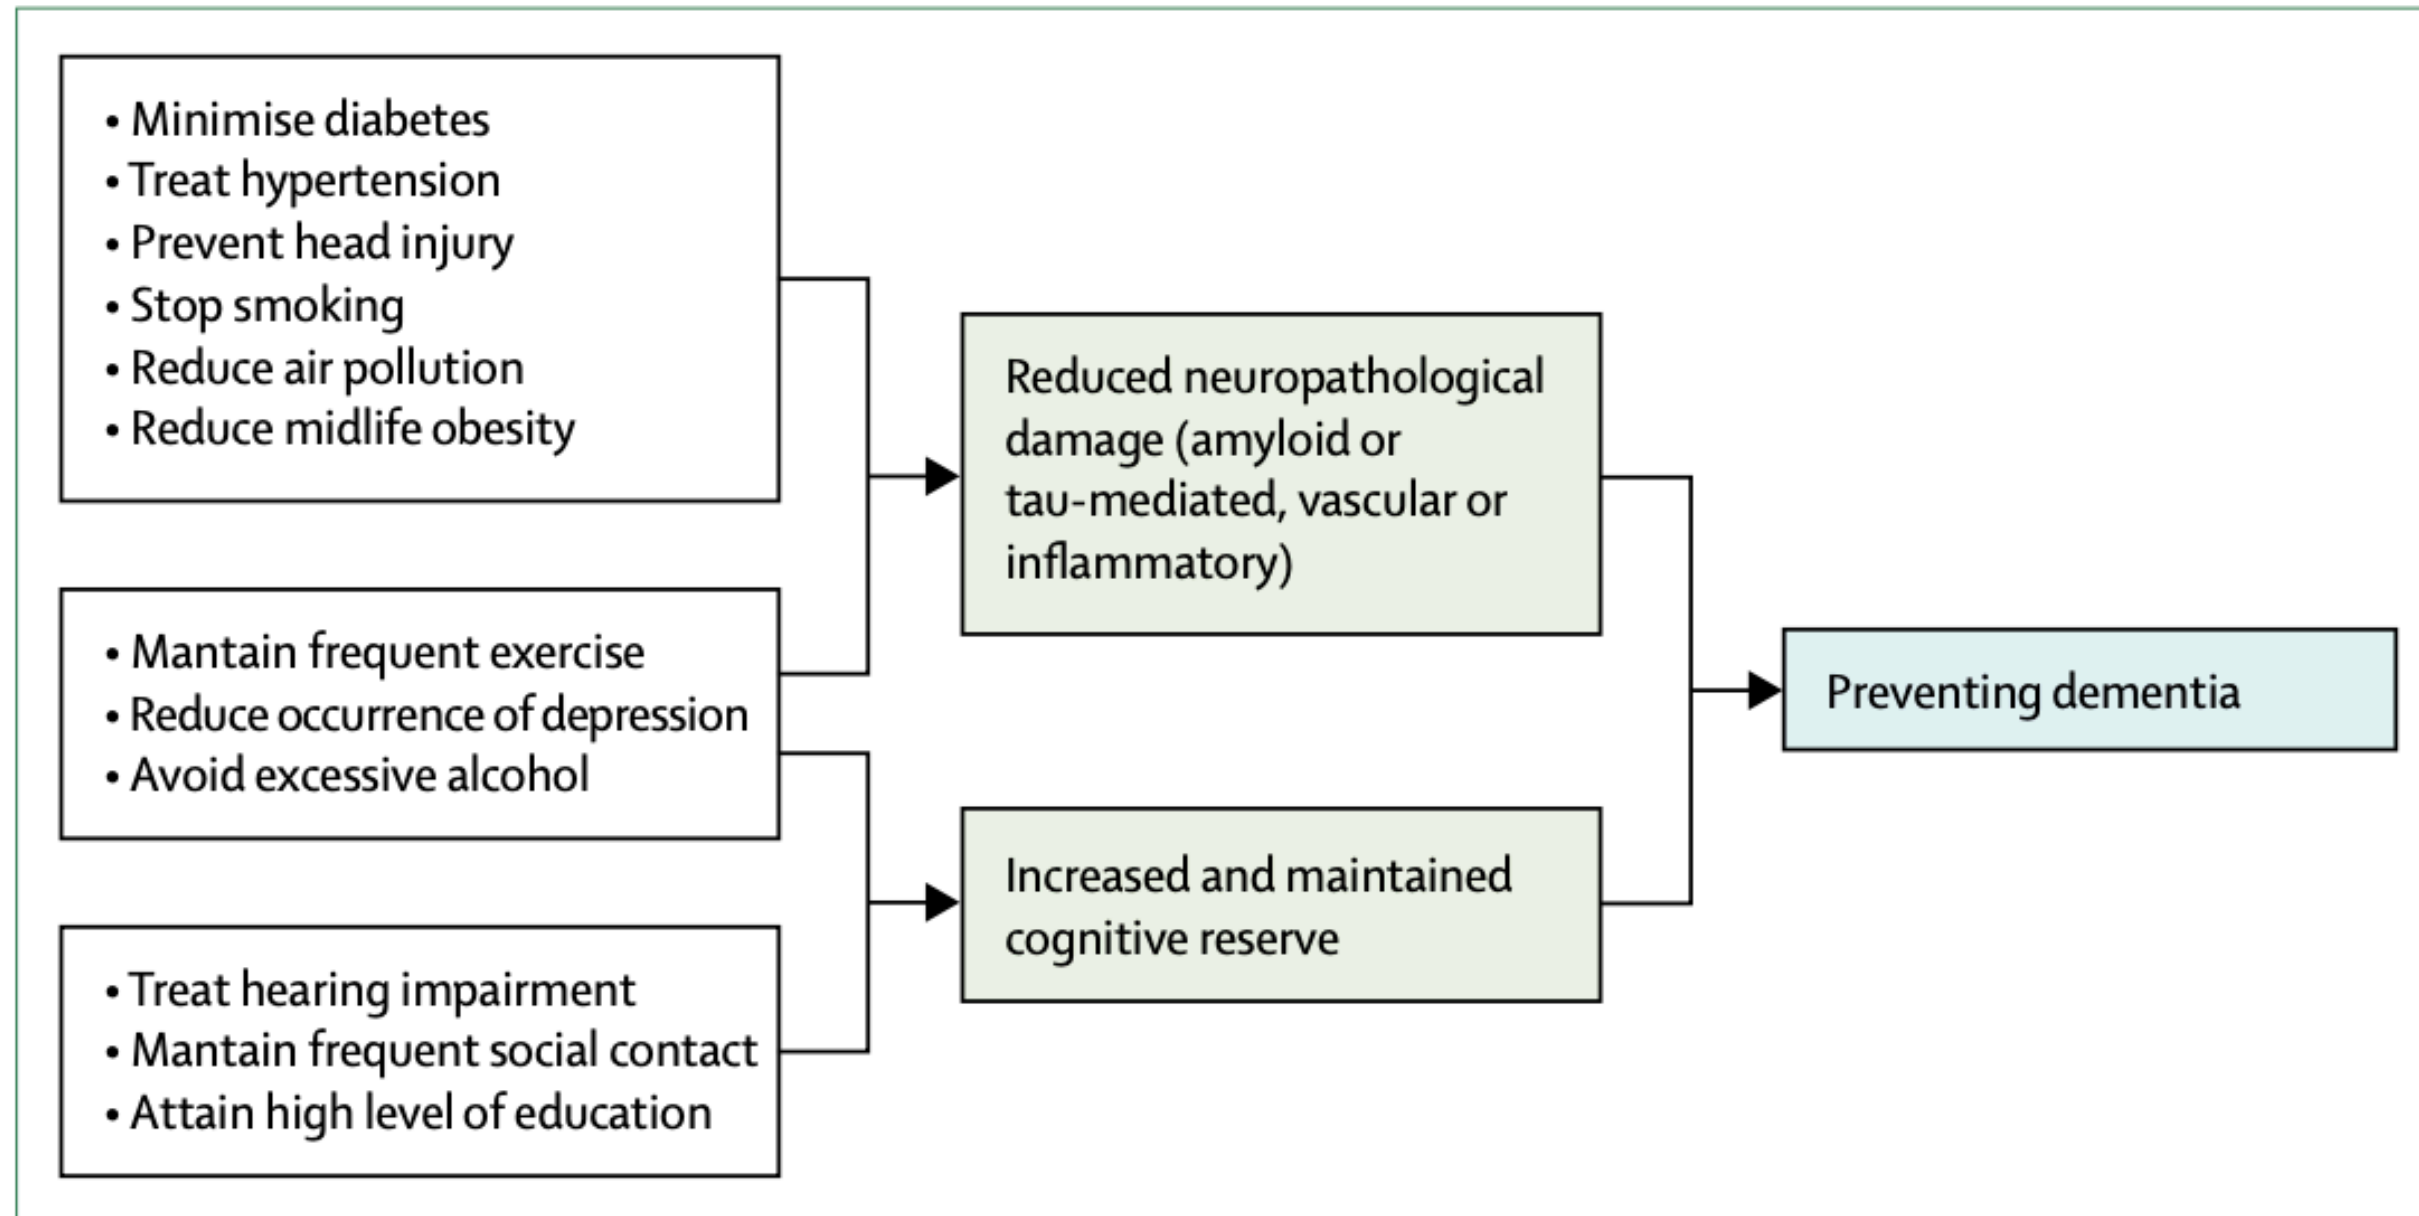 • Minimise diabetes
• Treat hypertension
• Prevent head injury
• Stop smoking
• Reduce air pollution
• Reduce midlife obesity
• Mantain frequent exercise
• Reduce occurrence of depression
• Avoid excessive alcohol
• Treat hearing impairment
• Mantain frequent social contact
• Attain high level of education
Reduced neuropathological
damage (amyloid or
tau-mediated, vascular or
inflammatory)
Increased and maintained
cognitive reserve
Preventing dementia